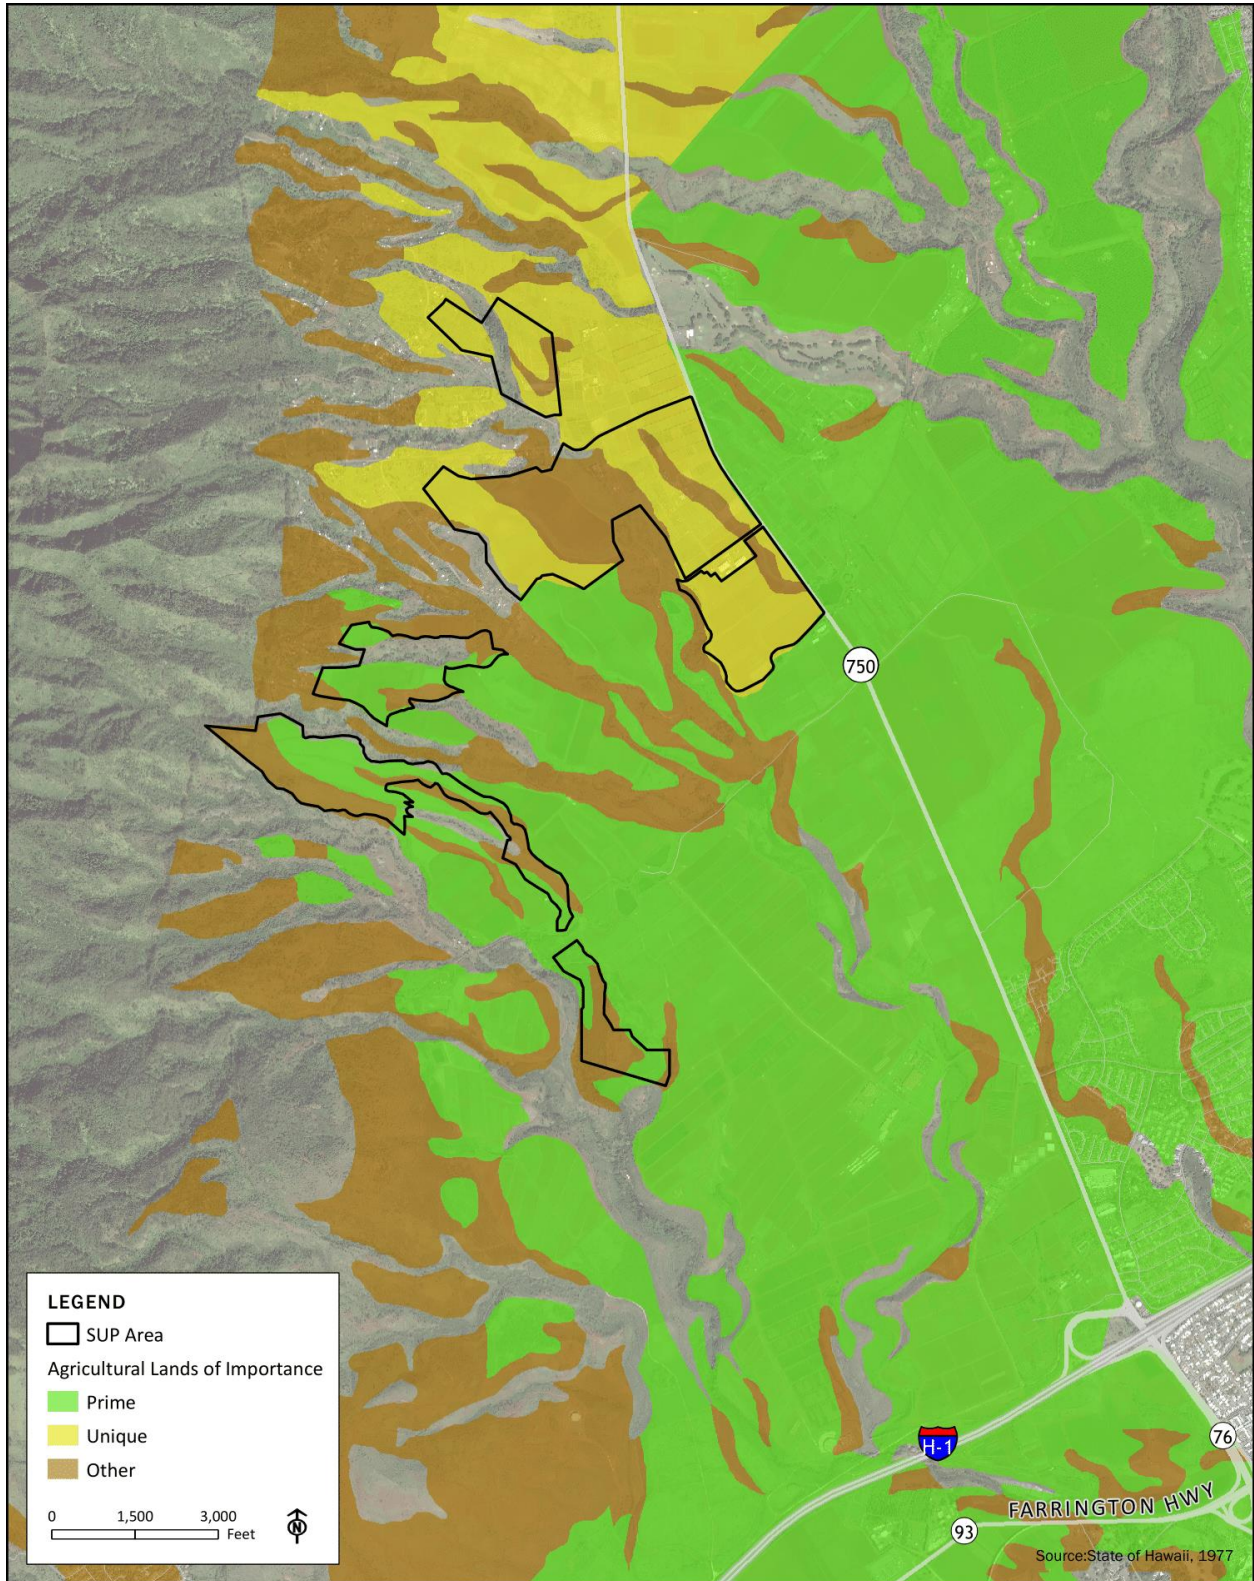 750
LEGEND
SUP Area
Agricultural Lands of Importance
Prime
Unique
Other
0 1,500 3,000
Feet
N
H-1
76
FARRINGTON HWY
93
Source:State of Hawaii, 1977